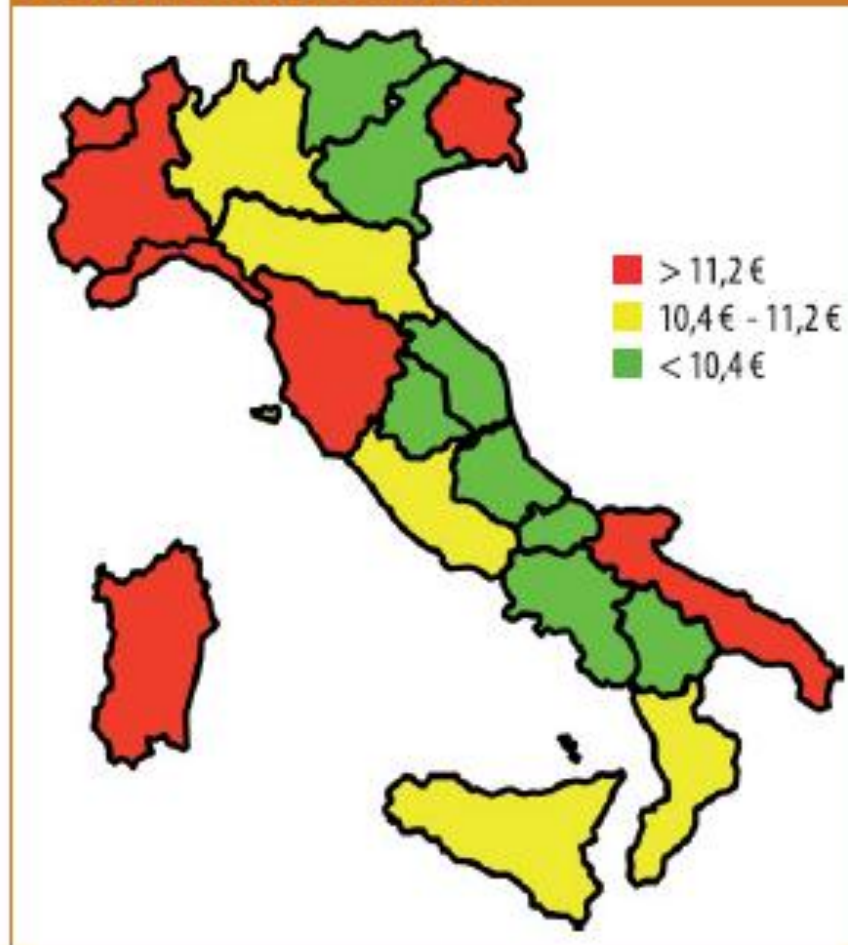 > 11,2 €
10,4 € - 11,2 €
< 10,4 €